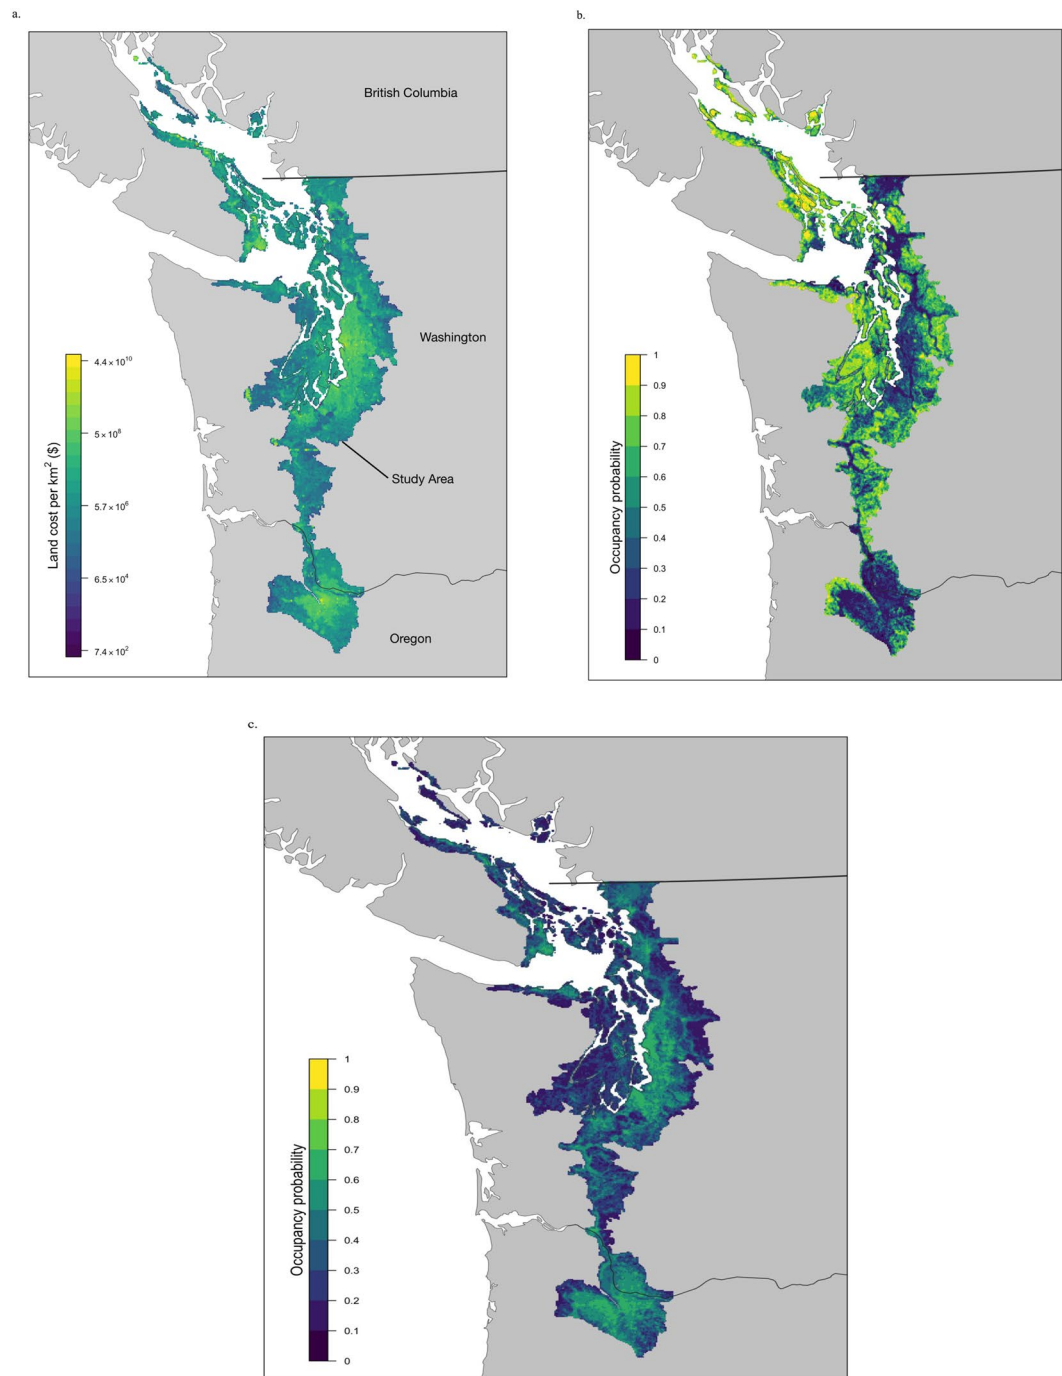 a.
British Columbia
Washington
Study Area
Oregon
Land cost per km² ($)
4.4 × 10¹⁰
5 × 10⁸
5.7 × 10⁶
6.5 × 10⁴
7.4 × 10²
b.
Occupancy probability
1
0.9
0.8
0.7
0.6
0.5
0.4
0.3
0.2
0.1
0
c.
Occupancy probability
1
0.9
0.8
0.7
0.6
0.5
0.4
0.3
0.2
0.1
0